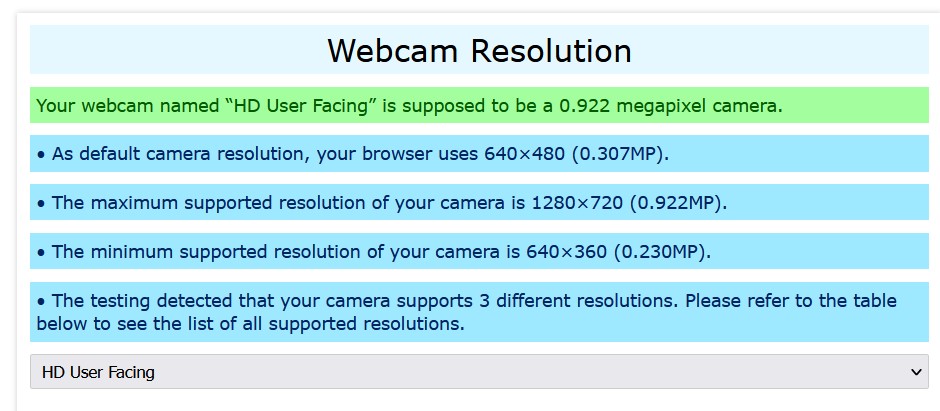 Webcam Resolution
Your webcam named “HD User Facing” is supposed to be a 0.922 megapixel camera.
• As default camera resolution, your browser uses 640×480 (0.307MP).
• The maximum supported resolution of your camera is 1280×720 (0.922MP).
• The minimum supported resolution of your camera is 640×360 (0.230MP).
• The testing detected that your camera supports 3 different resolutions. Please refer to the table
below to see the list of all supported resolutions.
HD User Facing